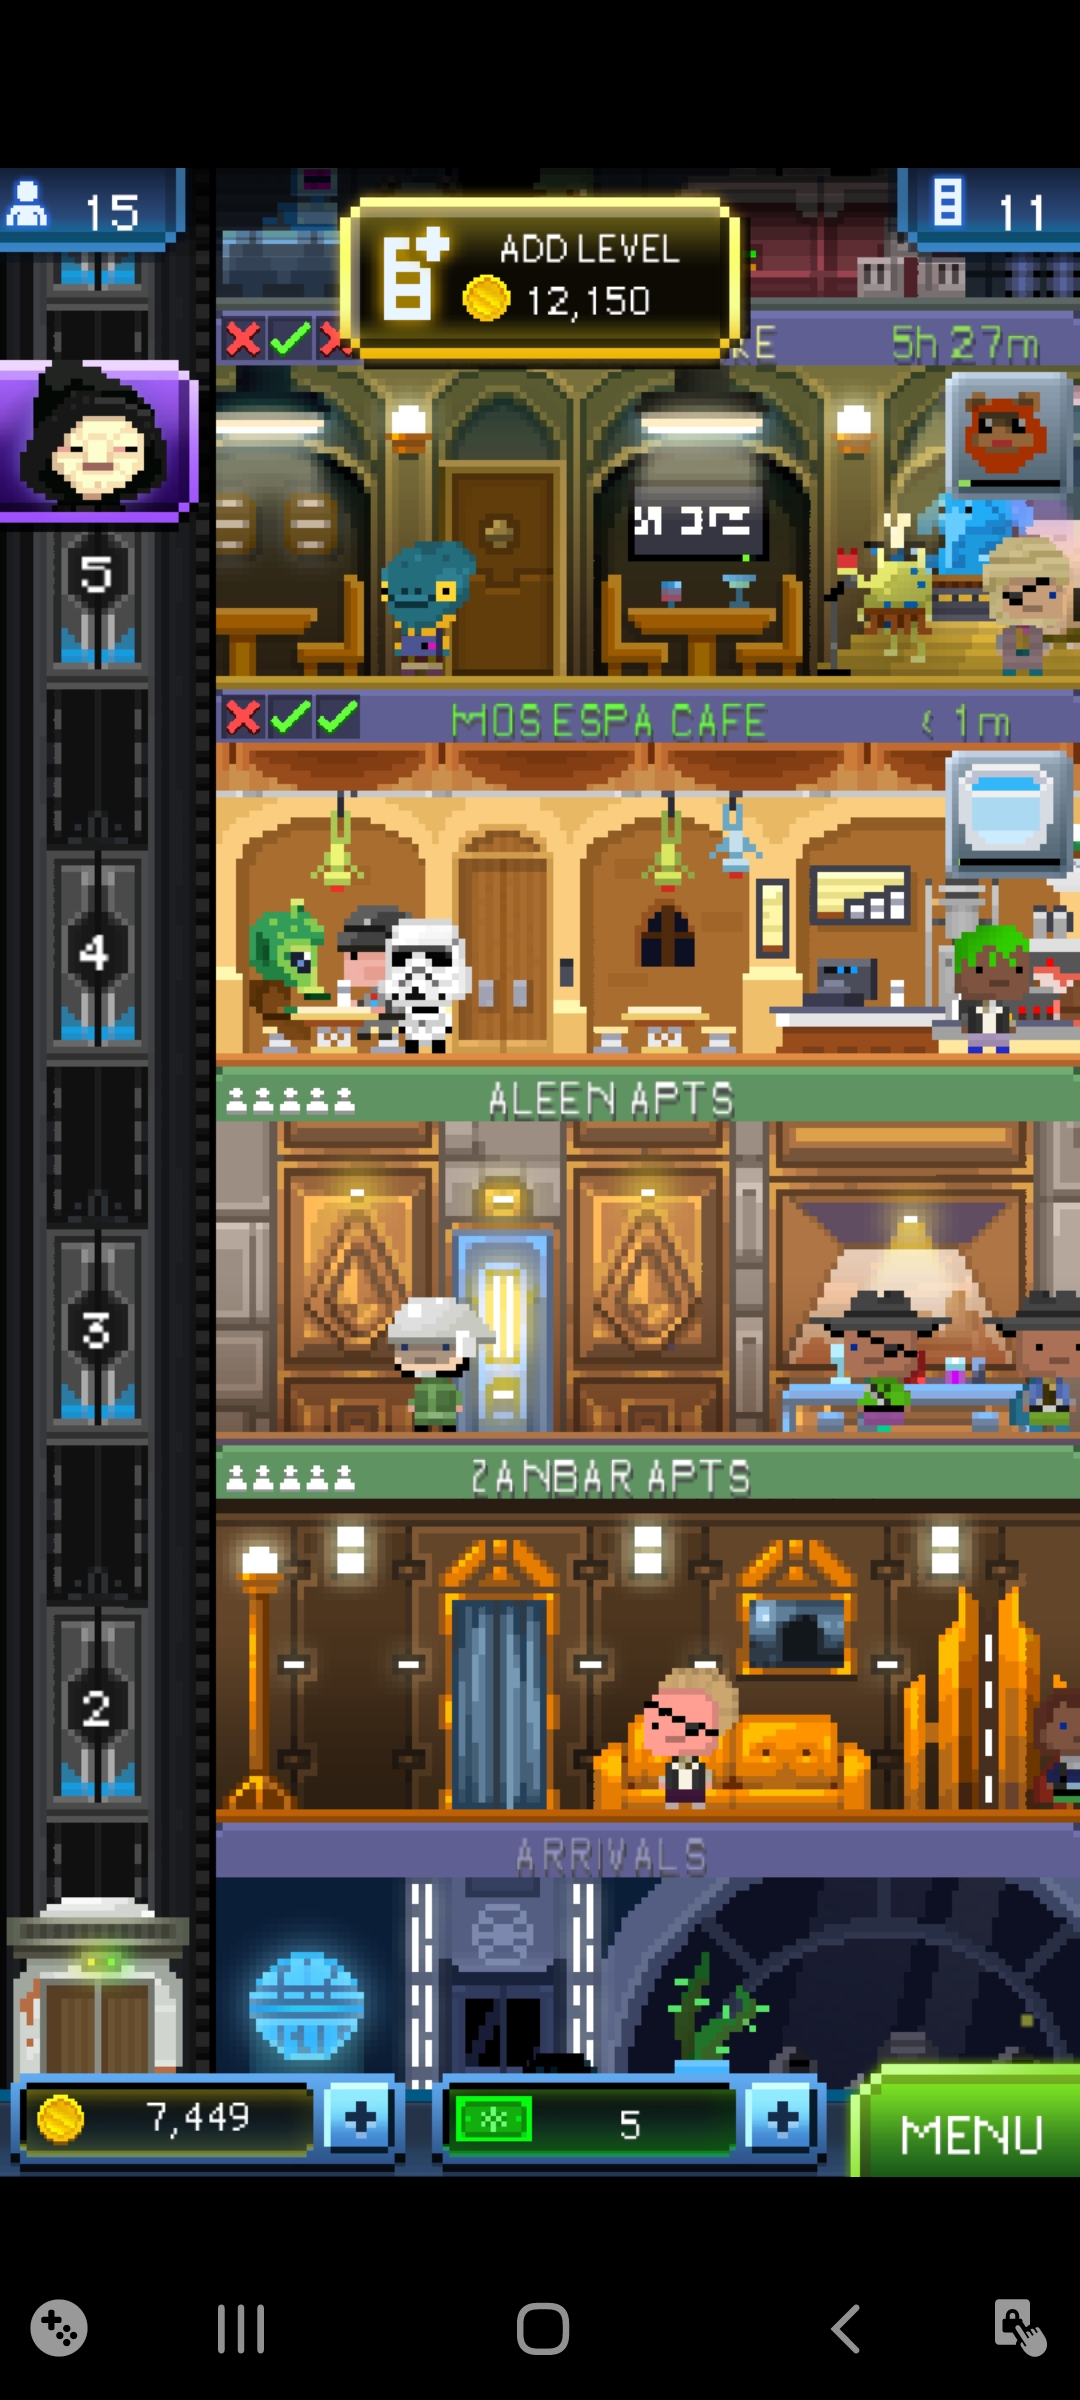 15
ADD LEVEL
12,150
11
5h 27m
5
MOS ESPA CAFE
< 1m
4
ALEEN APTS
3
ZANBAR APTS
2
ARRIVALS
7,449
5
MENU